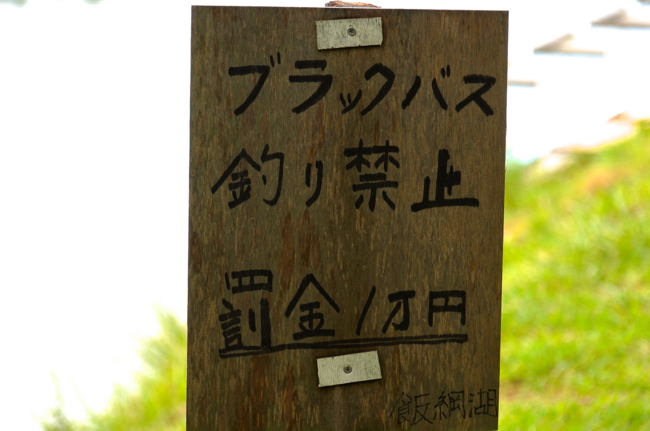 ブラックバス
釣り禁止
罰金1万円
飯綱湖